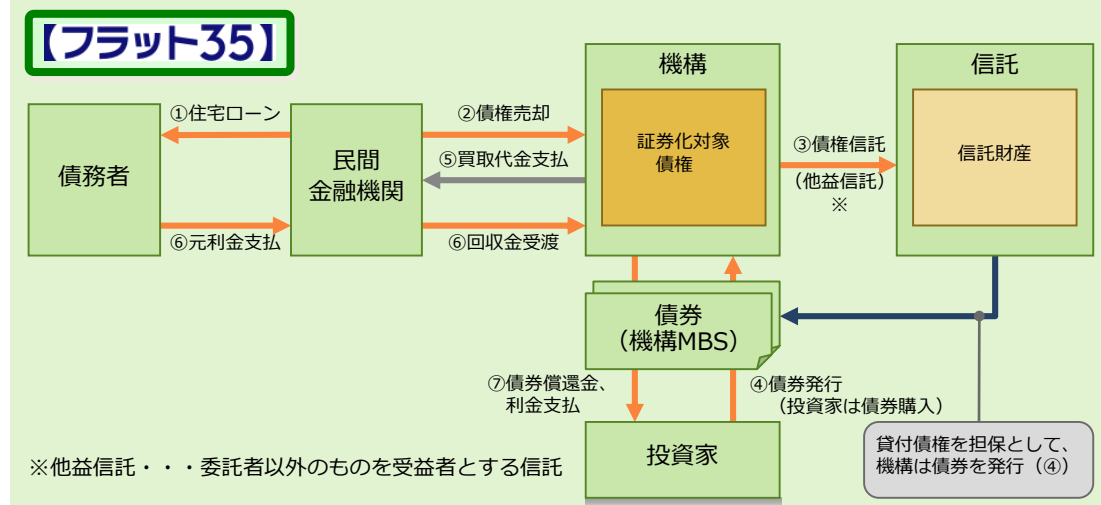 【フラット35】
機構
信託
①住宅ローン
②債権売却
債務者
民間
金融機関
⑤買取代金支払
証券化対象
債権
③債権信託
（他益信託）
※
信託財産
⑥元利金支払
⑥回収金受渡
債券
（機構MBS）
⑦債券償還金、
利金支払
④債券発行
（投資家は債券購入）
投資家
貸付債権を担保として、
機構は債券を発行（④）
※他益信託・・・委託者以外のものを受益者とする信託